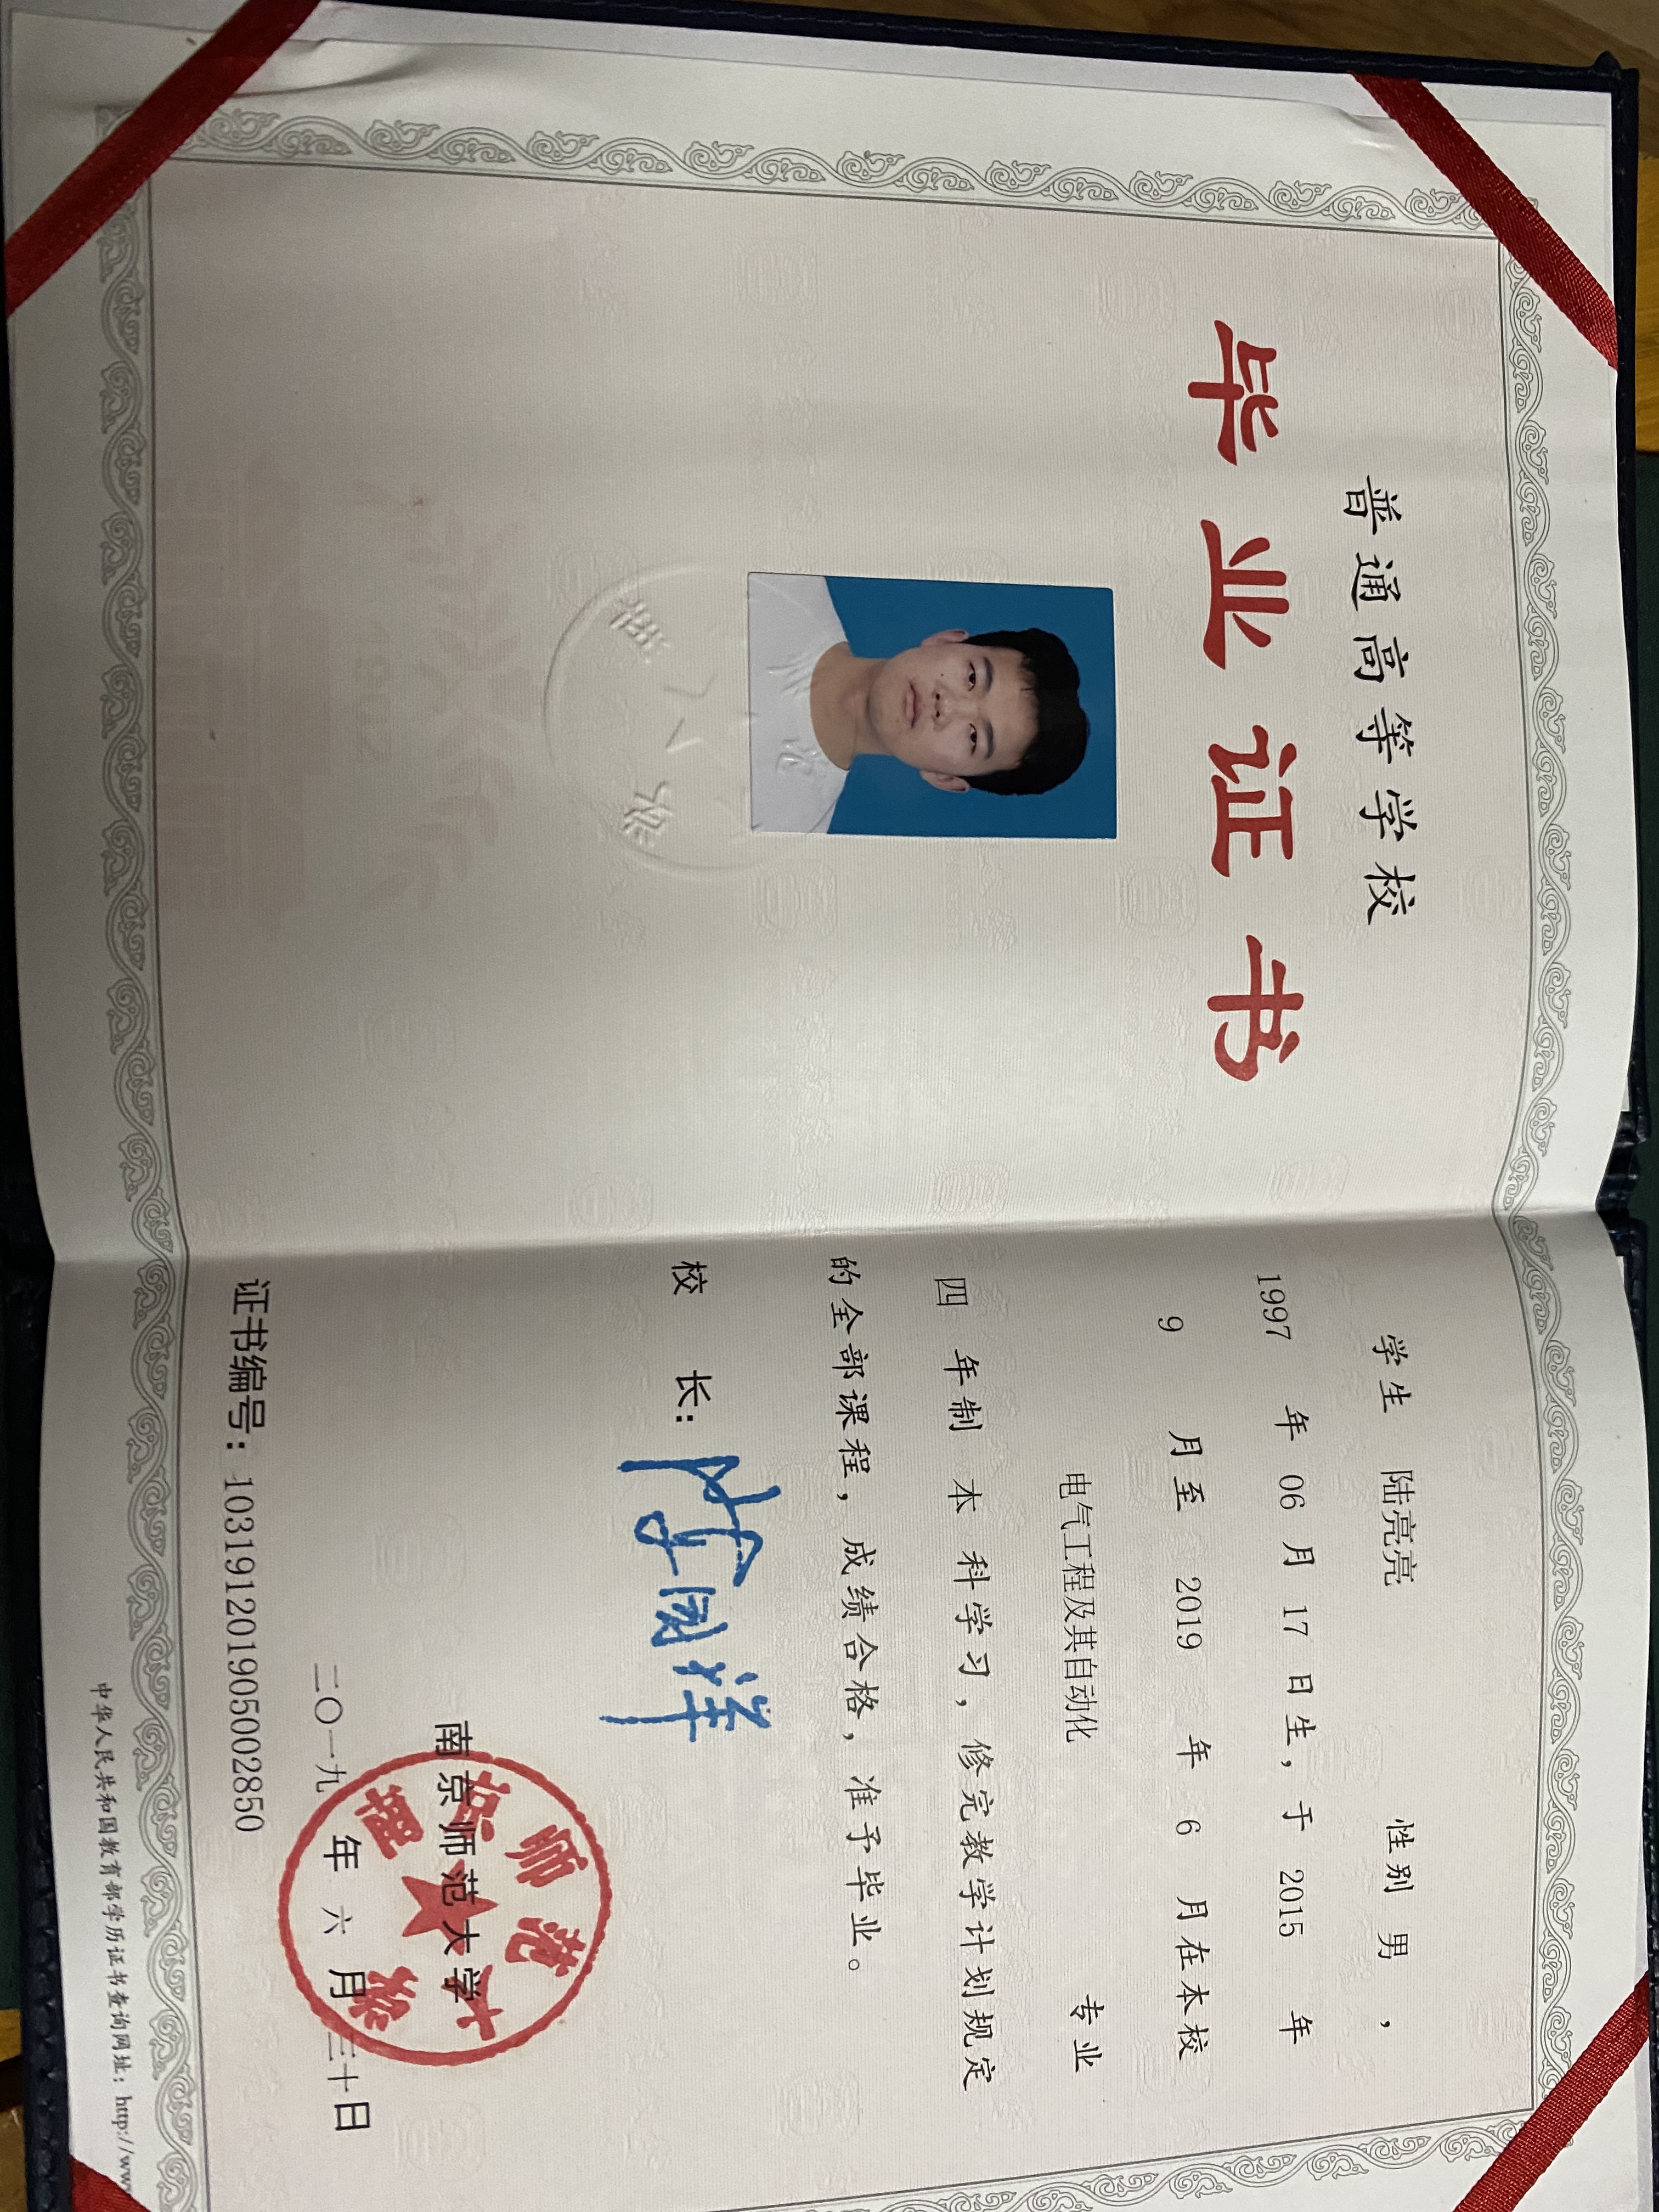 普通高等学校
毕业证书
学生 陆亮亮 性别 男 ，
1997 年 06 月 17 日生，于 2015 年
9 月至 2019 年 6 月在本校
电气工程及其自动化 专业
四 年制 本 科学习，修完教学计划规定
的全部课程，成绩合格，准予毕业。
校 长：
南京师范大学
二〇一九 年 六 月 三十日
证书编号：103191201905002850
中华人民共和国教育部学历证书查询网址：http://ww